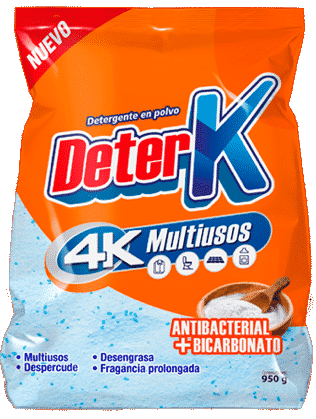 NUEVO
Detergente en polvo
DeterK
4K Multiusos
ANTIBACTERIAL
+BICARBONATO
• Multiusos
• Despercude
• Desengrasa
• Fragancia prolongada
950 g